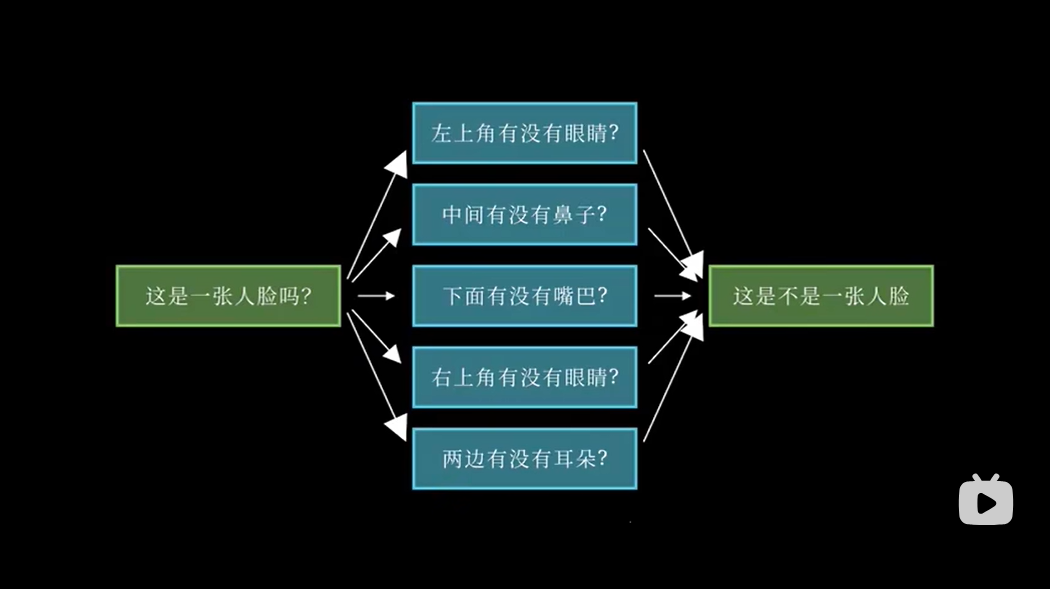 左上角有没有眼睛?
中间有没有鼻子?
这是一张人脸吗?
下面有没有嘴巴?
这是不是一张人脸
右上角有没有眼睛?
两边有没有耳朵?